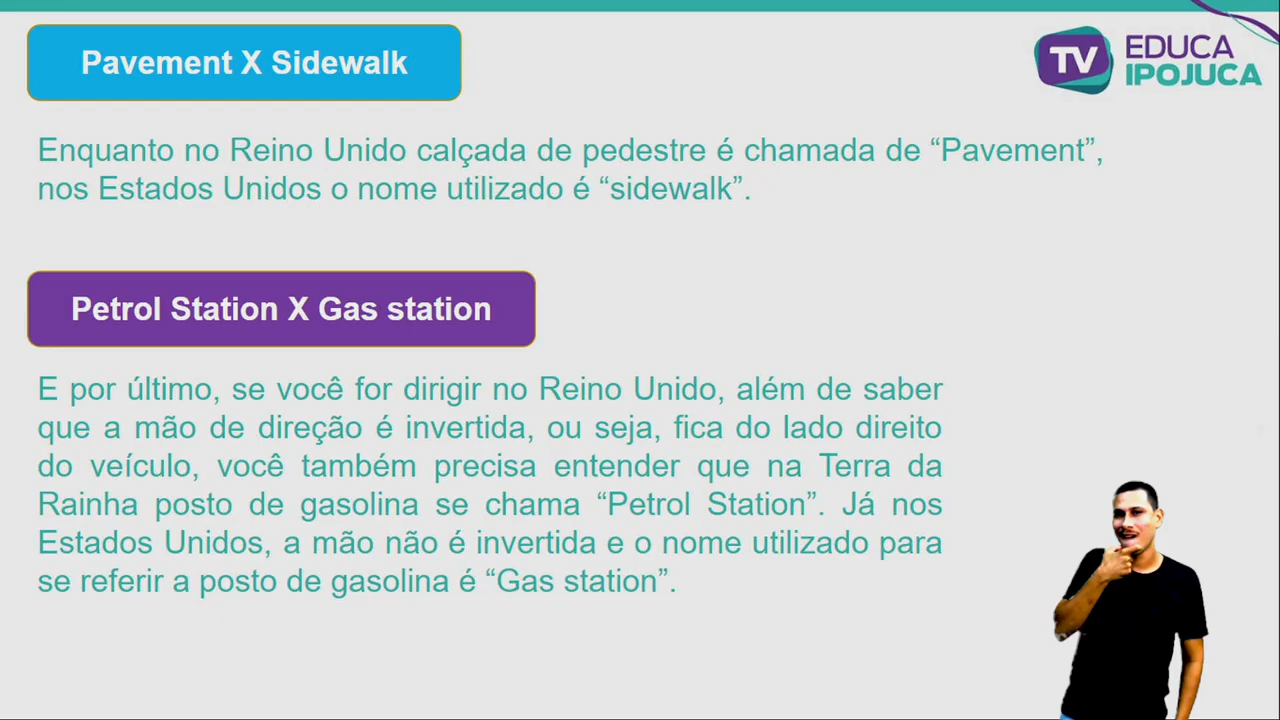 Pavement X Sidewalk
TV EDUCA
IPOJUCA
Enquanto no Reino Unido calçada de pedestre é chamada de “Pavement”,
nos Estados Unidos o nome utilizado é “sidewalk”.
Petrol Station X Gas station
E por último, se você for dirigir no Reino Unido, além de saber
que a mão de direção é invertida, ou seja, fica do lado direito
do veículo, você também precisa entender que na Terra da
Rainha posto de gasolina se chama “Petrol Station”. Já nos
Estados Unidos, a mão não é invertida e o nome utilizado para
se referir a posto de gasolina é “Gas station”.